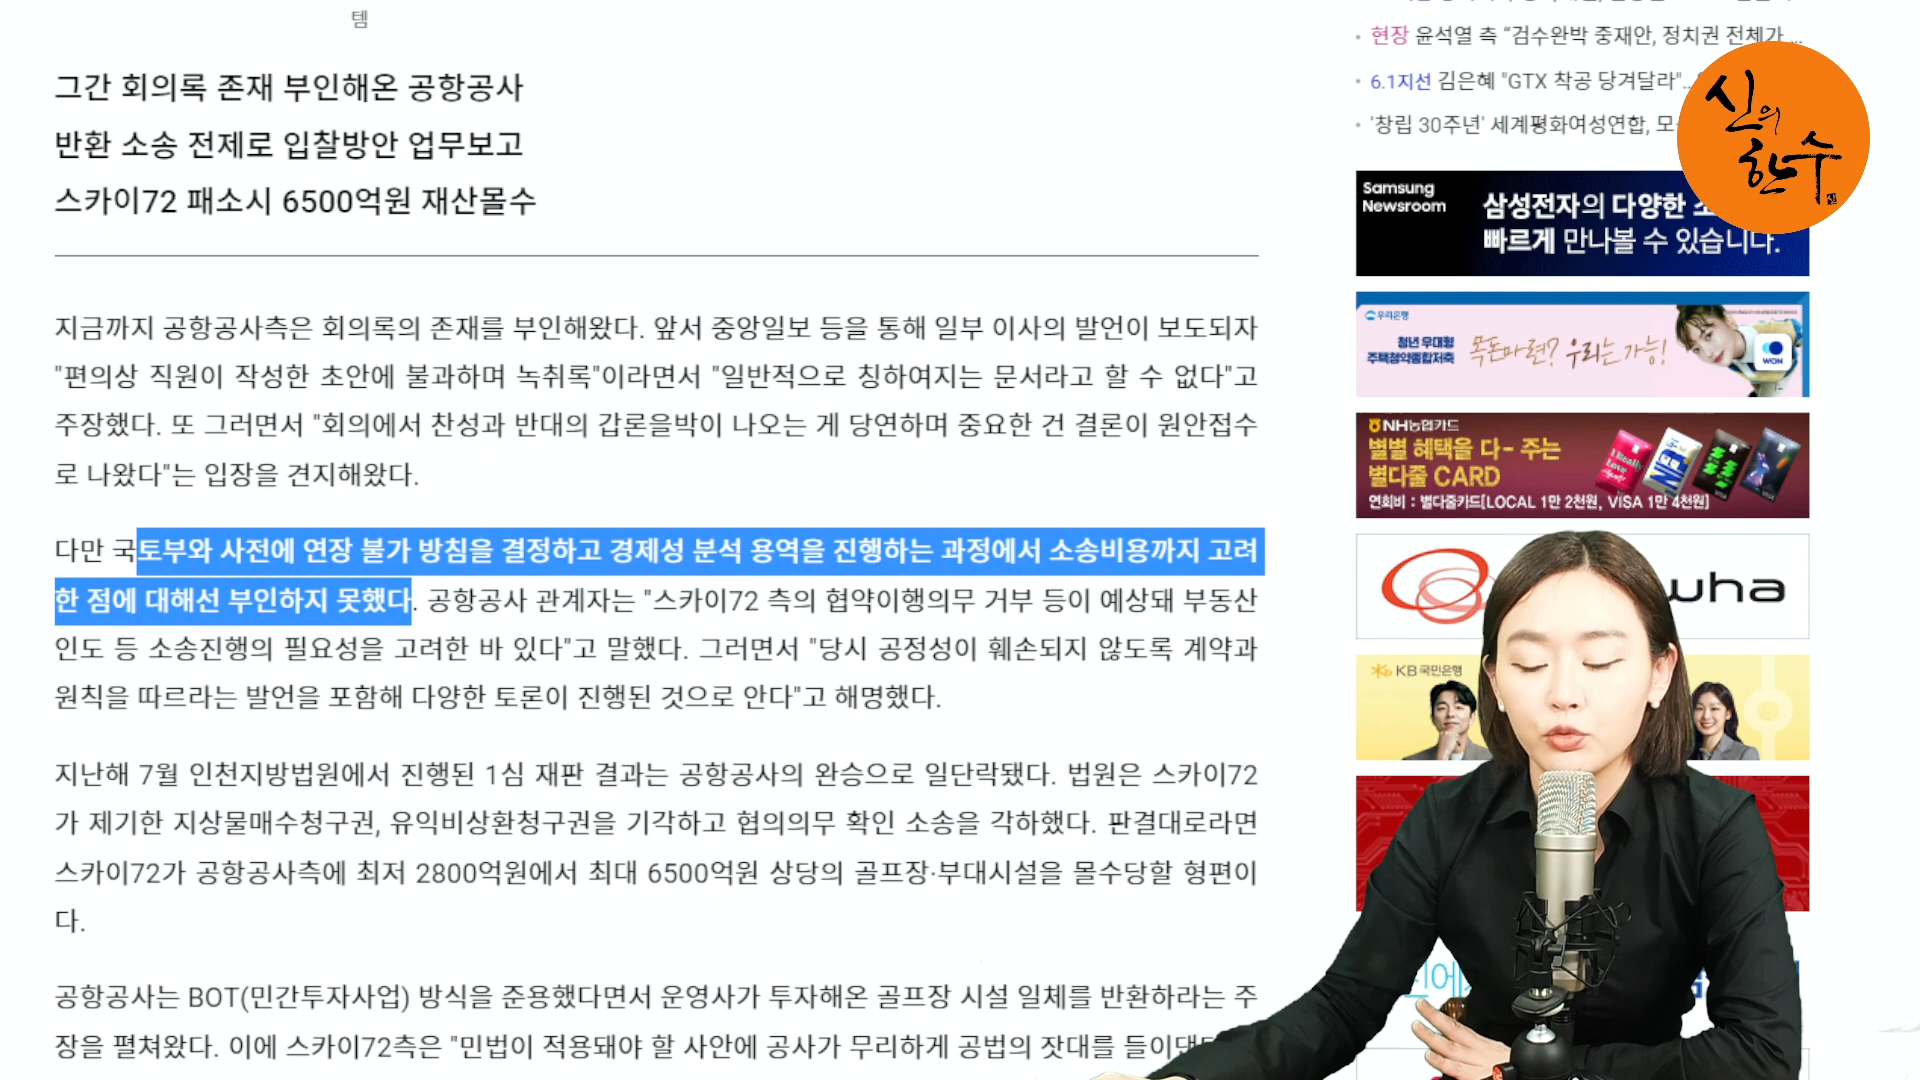 템
그간 회의록 존재 부인해온 공항공사
반환 소송 전제로 입찰방안 업무보고
스카이72 패소시 6500억원 재산몰수
지금까지 공항공사측은 회의록의 존재를 부인해왔다. 앞서 중앙일보 등을 통해 일부 이사의 발언이 보도되자
"편의상 직원이 작성한 초안에 불과하며 녹취록"이라면서 "일반적으로 칭하여지는 문서라고 할 수 없다"고
주장했다. 또 그러면서 "회의에서 찬성과 반대의 갑론을박이 나오는 게 당연하며 중요한 건 결론이 원안접수
로 나왔다"는 입장을 견지해왔다.
다만 국토부와 사전에 연장 불가 방침을 결정하고 경제성 분석 용역을 진행하는 과정에서 소송비용까지 고려
한 점에 대해선 부인하지 못했다. 공항공사 관계자는 "스카이72 측의 협약이행의무 거부 등이 예상돼 부동산
인도 등 소송진행의 필요성을 고려한 바 있다"고 말했다. 그러면서 "당시 공정성이 훼손되지 않도록 계약과
원칙을 따르라는 발언을 포함해 다양한 토론이 진행된 것으로 안다"고 해명했다.
지난해 7월 인천지방법원에서 진행된 1심 재판 결과는 공항공사의 완승으로 일단락됐다. 법원은 스카이72
가 제기한 지상물매수청구권, 유익비상환청구권을 기각하고 협의의무 확인 소송을 각하했다. 판결대로라면
스카이72가 공항공사측에 최저 2800억원에서 최대 6500억원 상당의 골프장·부대시설을 몰수당할 형편이
다.
공항공사는 BOT(민간투자사업) 방식을 준용했다면서 운영사가 투자해온 골프장 시설 일체를 반환하라는 주
장을 펼쳐왔다. 이에 스카이72측은 "민법이 적용돼야 할 사안에 공사가 무리하게 공법의 잣대를 들이댄
현장 윤석열 측 "검수완박 중재안, 정치권 전체가 ...
6.1지선 김은혜 "GTX 착공 당겨달라"..
'창립 30주년' 세계평화여성연합,
신의
한수
Samsung
Newsroom
삼성전자의 다양한
빠르게 만나볼 수 있습니다.
우리은행
청년 우대형
주택청약종합저축
목돈마련? 우리는 가능!
WON
NH농협카드
별별 혜택을 다~ 주는
별다줄 CARD
연회비 : 별다줄카드[LOCAL 1만 2천원, VISA 1만 4천원]
wha
KB국민은행